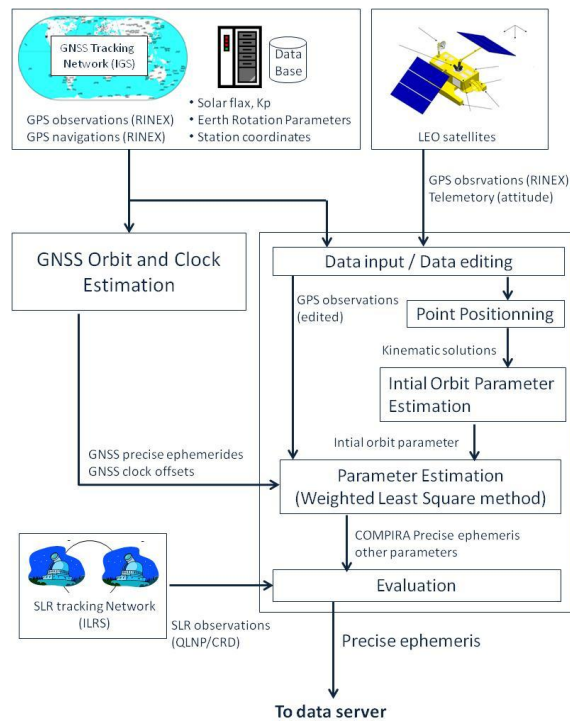 GNSS Tracking
Network (IGS)
GPS observations (RINEX)
GPS navigations (RINEX)
Data
Base
• Solar flax, Kp
• Eerth Rotation Parameters
• Station coordinates
LEO satellites
GPS obsrvations (RINEX)
Telemetory (attitude)
GNSS Orbit and Clock
Estimation
Data input / Data editing
GPS observations
(edited)
Point Positionning
Kinematic solutions
Intial Orbit Parameter
Estimation
Intial orbit parameter
GNSS precise ephemerides
GNSS clock offsets
Parameter Estimation
(Weighted Least Square method)
COMPIRA Precise ephemeris
other parameters
SLR tracking Network
(ILRS)
SLR observations
(QLNP/CRD)
Evaluation
Precise ephemeris
To data server